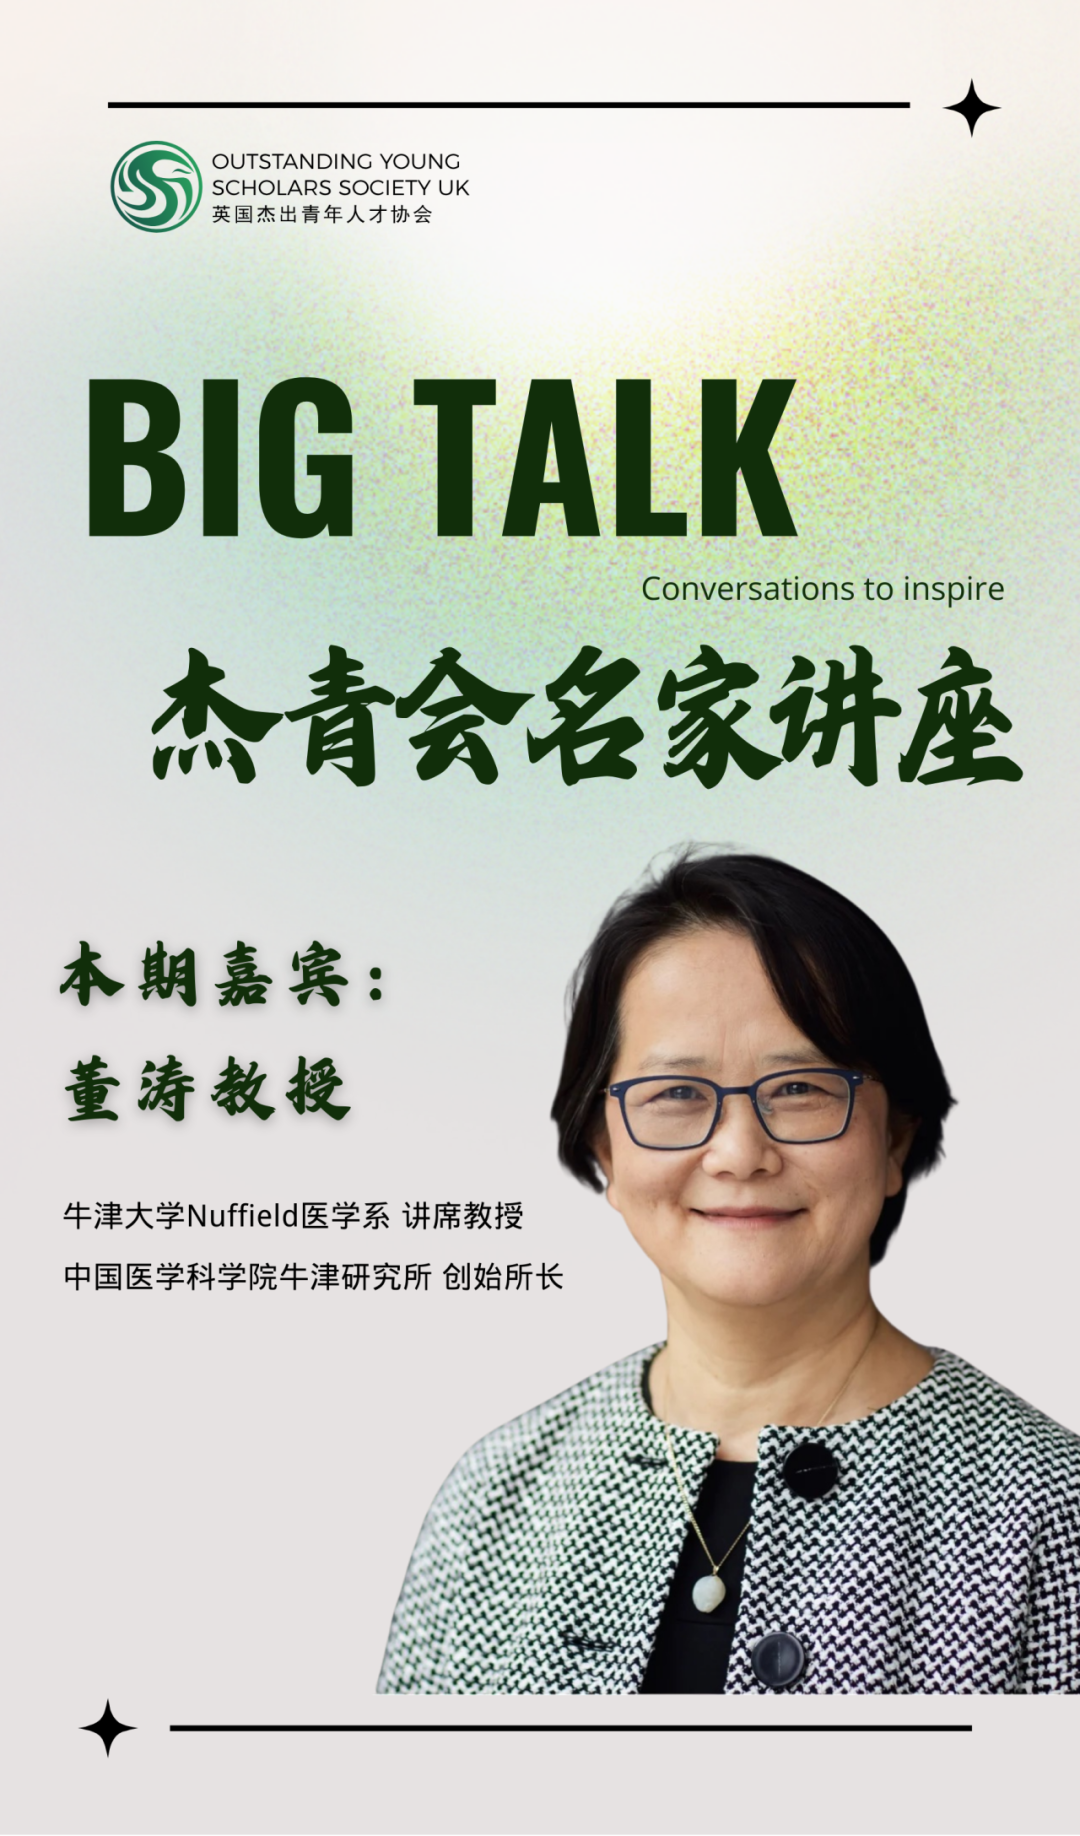 OUTSTANDING YOUNG
SCHOLARS SOCIETY UK
英国杰出青年人才协会
BIG TALK
Conversations to inspire
杰青会名家讲座
本期嘉宾：
董涛教授
牛津大学Nuffield医学系 讲席教授
中国医学科学院牛津研究所 创始所长